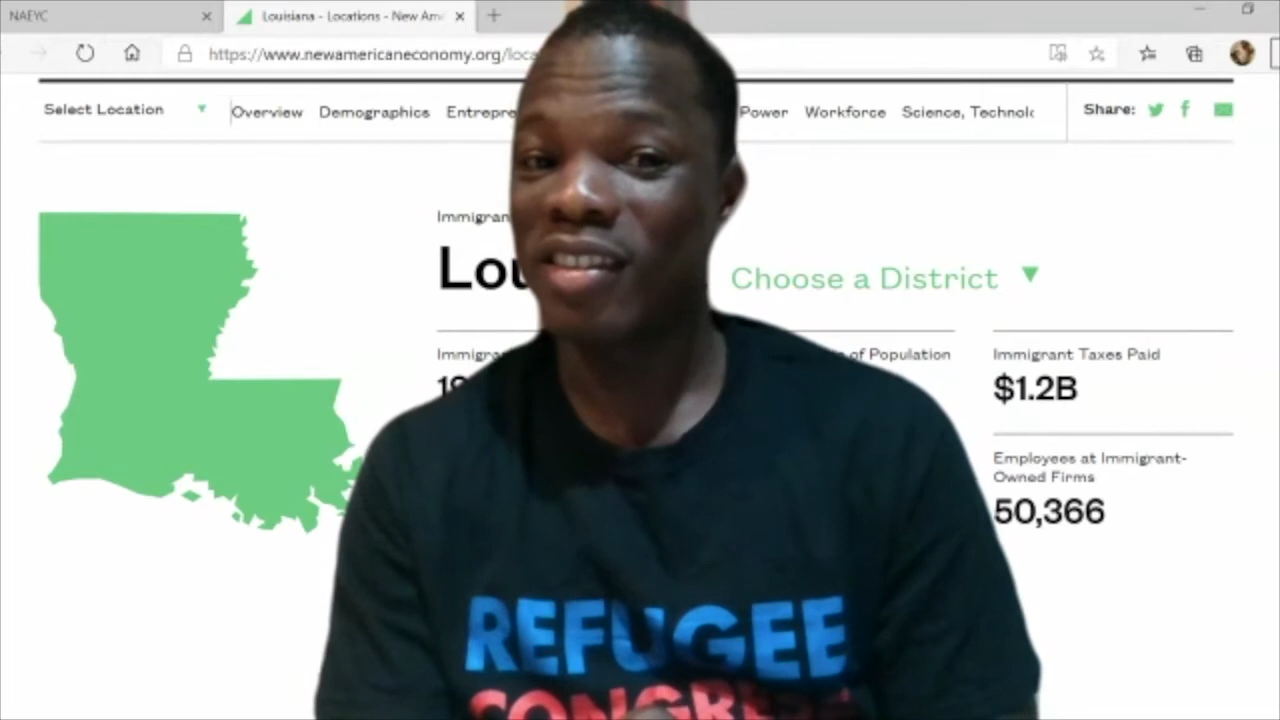 NAEYC
Louisiana - Locations - New Am
https://www.newamericaneconomy.org/loca
Select Location
Overview Demographics Entrepre Power Workforce Science, Technolo
Share:
Immigran
Lou
Choose a District
Immigra
of Population
Immigrant Taxes Paid
$1.2B
Employees at Immigrant-
Owned Firms
50,366
REFUGEE
CONGRESS